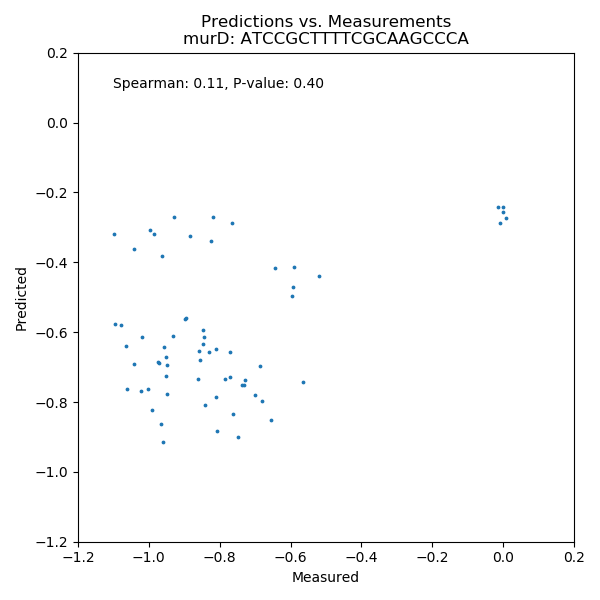 Predictions vs. Measurements
murD: ATCCGCTTTTCGCAAGCCCA
Spearman: 0.11, P-value: 0.40
0.2
0.0
−0.2
−0.4
−0.6
−0.8
−1.0
−1.2
Predicted
−1.2 −1.0 −0.8 −0.6 −0.4 −0.2 0.0 0.2
Measured